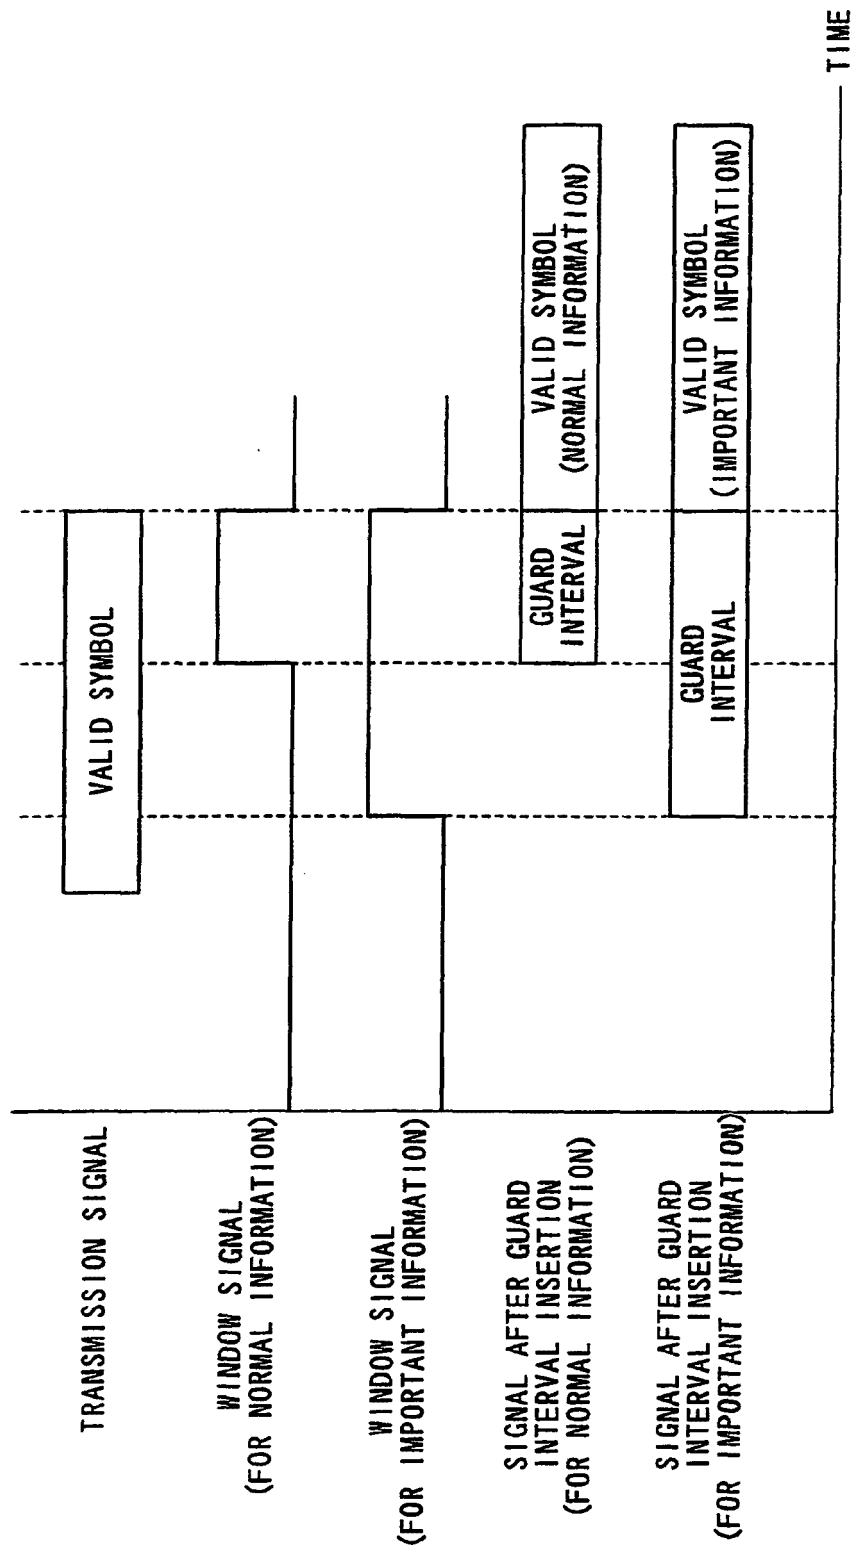 TRANSMISSION SIGNAL
VALID SYMBOL
WINDOW SIGNAL
(FOR NORMAL INFORMATION)
WINDOW SIGNAL
(FOR IMPORTANT INFORMATION)
SIGNAL AFTER GUARD
INTERVAL INSERTION
(FOR NORMAL INFORMATION)
GUARD
INTERVAL
VALID SYMBOL
(NORMAL INFORMATION)
SIGNAL AFTER GUARD
INTERVAL INSERTION
(FOR IMPORTANT INFORMATION)
GUARD
INTERVAL
VALID SYMBOL
(IMPORTANT INFORMATION)
TIME